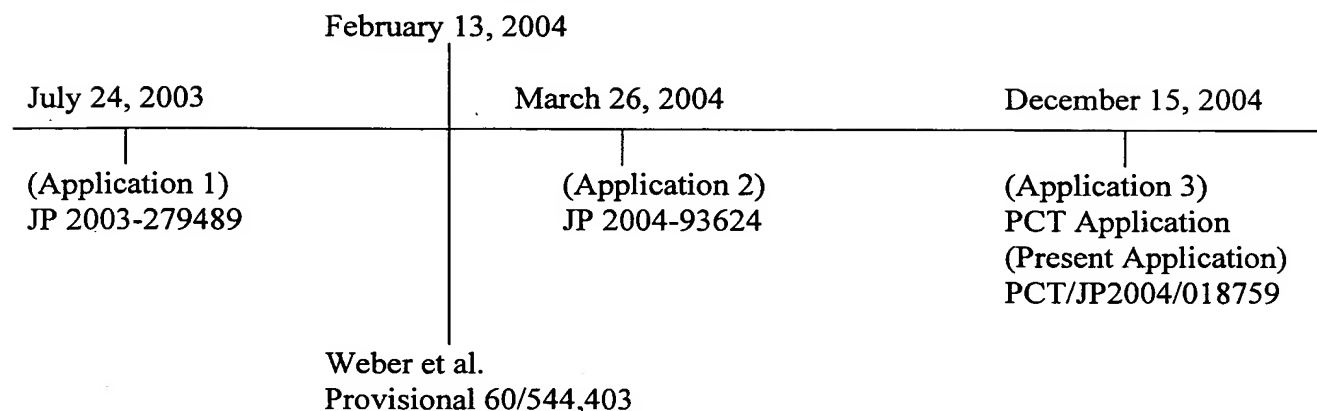 February 13, 2004
July 24, 2003
March 26, 2004
December 15, 2004
(Application 1)
JP 2003-279489
(Application 2)
JP 2004-93624
(Application 3)
PCT Application
(Present Application)
PCT/JP2004/018759
Weber et al.
Provisional 60/544,403